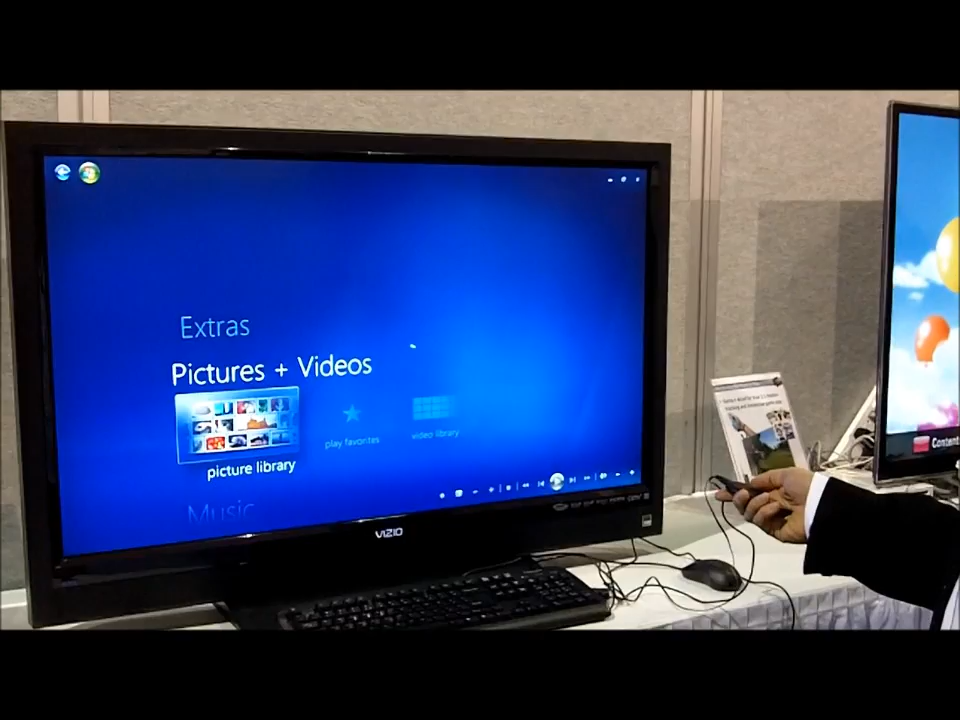 Extras
Pictures + Videos
picture library
play favorites
video library
Music
VIZIO
Content